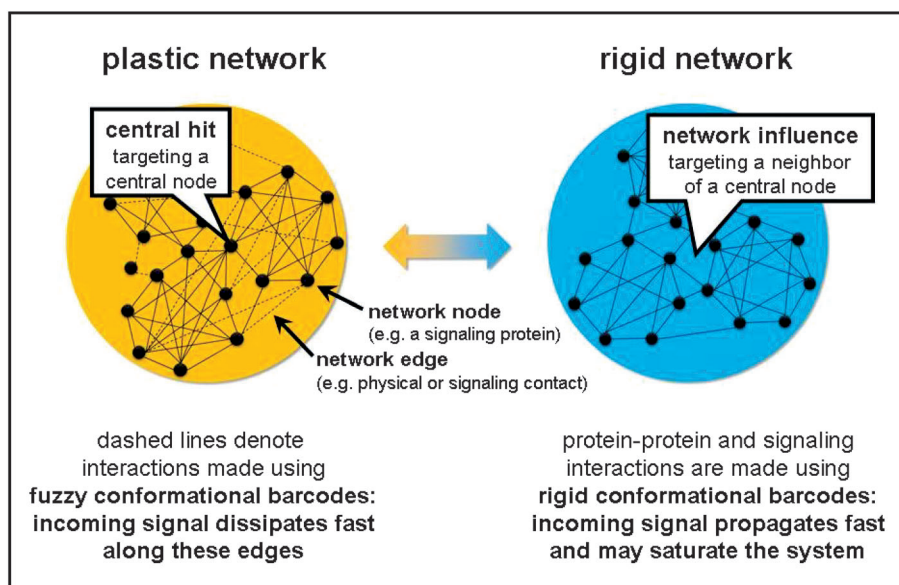 plastic network
rigid network
central hit
targeting a
central node
network influence
targeting a neighbor
of a central node
network node
(e.g. a signaling protein)
network edge
(e.g. physical or signaling contact)
dashed lines denote
interactions made using
fuzzy conformational barcodes:
incoming signal dissipates fast
along these edges
protein-protein and signaling
interactions are made using
rigid conformational barcodes:
incoming signal propagates fast
and may saturate the system